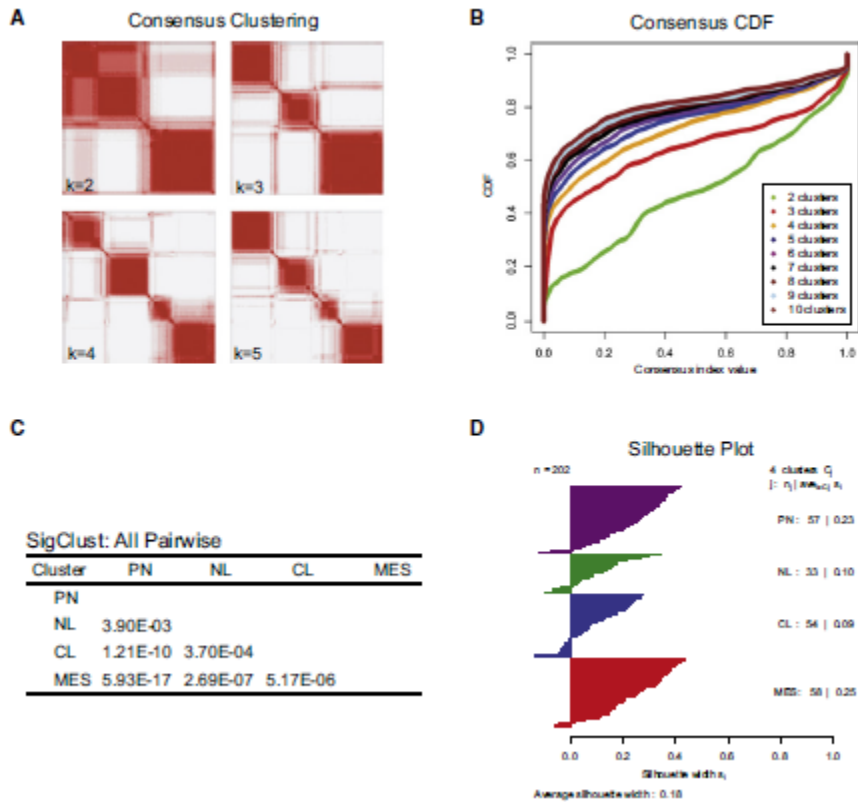 A
Consensus Clustering
k=2
k=3
k=4
k=5
B
Consensus CDF
CDF
0.0
0.2
0.4
0.6
0.8
1.0
2 clusters
3 clusters
4 clusters
5 clusters
6 clusters
7 clusters
8 clusters
9 clusters
10 clusters
0.0 0.2 0.4 0.6 0.8 1.0
Consensus index value
C
SigClust: All Pairwise
Cluster PN NL CL MES
PN
NL 3.90E-03
CL 1.21E-10 3.70E-04
MES 5.93E-17 2.69E-07 5.17E-06
D
Silhouette Plot
n = 202
4 clusters Cj
j: nj | avei∈Cj si
PN: 57 | 0.23
NL: 33 | 0.10
CL: 54 | 0.09
MES: 58 | 0.25
0.0 0.2 0.4 0.6 0.8 1.0
Silhouette width si
Average silhouette width: 0.18